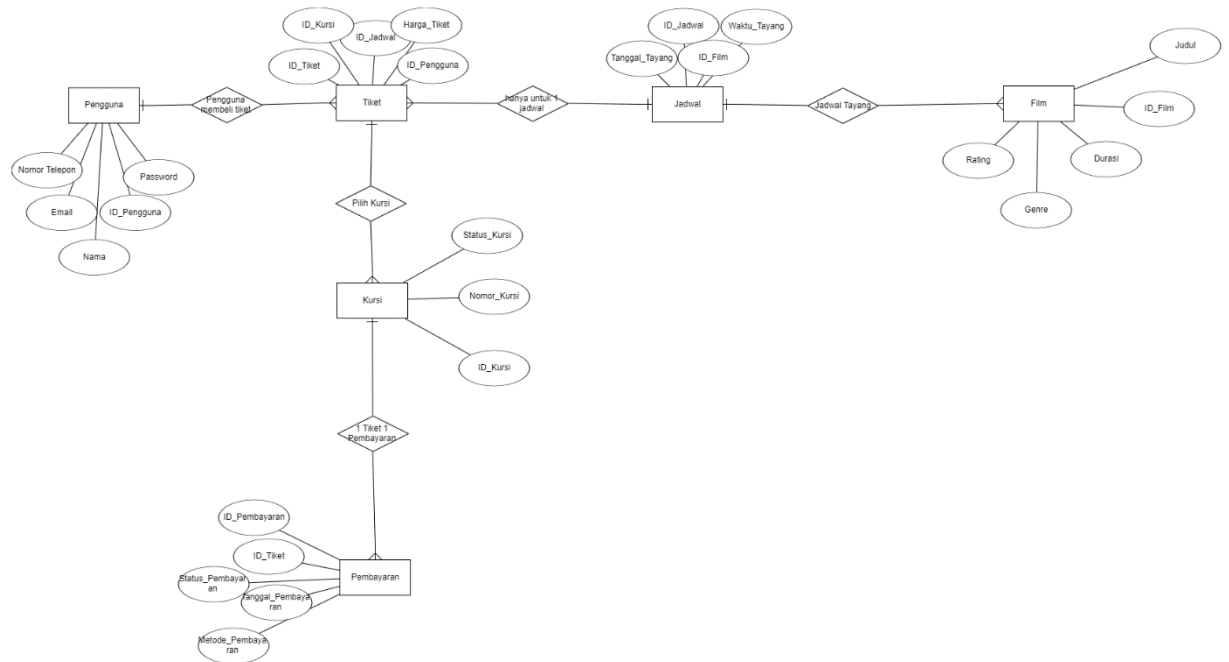 ID_Kursi
Harga_Tiket
ID_Jadwal
ID_Tiket
ID_Pengguna
ID_Jadwal
Waktu_Tayang
Tanggal_Tayang
ID_Film
Judul
Pengguna
Pengguna
membeli tiket
Tiket
hanya untuk 1
jadwal
Jadwal
Jadwal Tayang
Film
ID_Film
Rating
Durasi
Genre
Nomor Telepon
Password
Email
ID_Pengguna
Nama
Pilih Kursi
Status_Kursi
Kursi
Nomor_Kursi
ID_Kursi
1 Tiket 1
Pembayaran
ID_Pembayaran
ID_Tiket
Status_Pembayar
an
Tanggal_Pembaya
ran
Metode_Pembaya
ran
Pembayaran